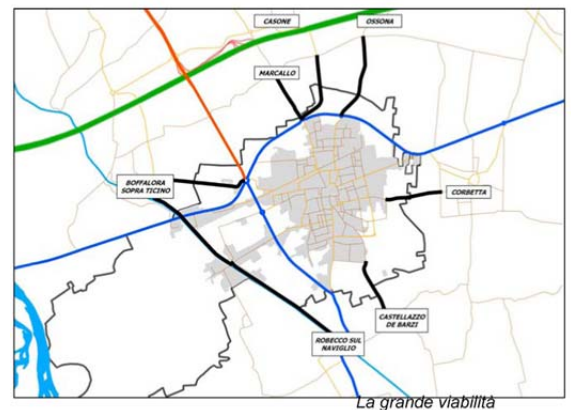 CASONE
OSSONA
MARCALLO
BOFFALORA
SOPRA TICINO
CORBETTA
CASTELLAZZO
DE BARZI
ROBECCO SUL
NAVIGLIO
La grande viabilità